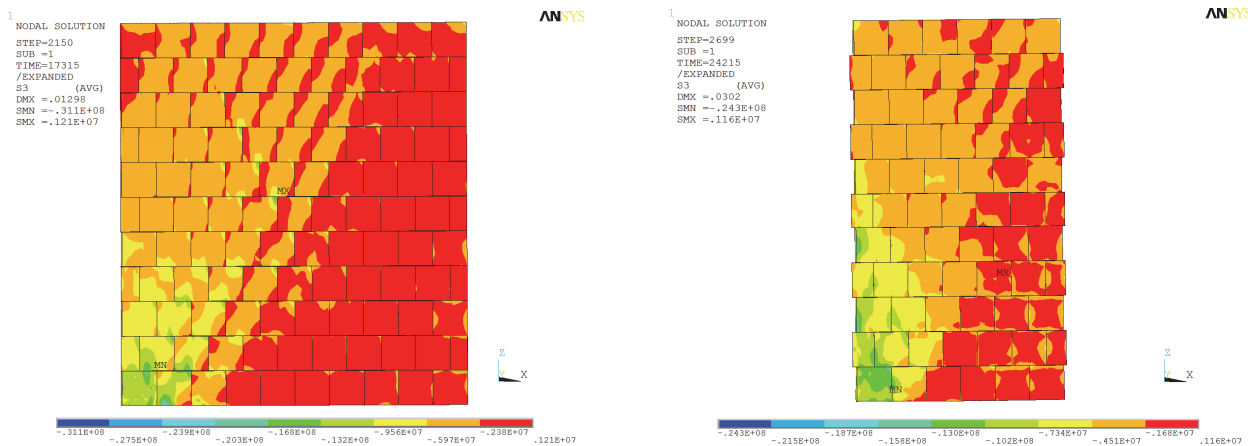 1
ANSYS
NODAL SOLUTION
STEP=2150
SUB =1
TIME=17315
/EXPANDED
S3 (AVG)
DMX =.01298
SMN =-.311E+08
SMX =.121E+07
MX
MN
Z
Y X
-.311E+08 -.239E+08 -.168E+08 -.956E+07 -.238E+07
-.275E+08 -.203E+08 -.132E+08 -.597E+07 .121E+07
1
ANSYS
NODAL SOLUTION
STEP=2699
SUB =1
TIME=24215
/EXPANDED
S3 (AVG)
DMX =.0302
SMN =-.243E+08
SMX =.116E+07
MX
MN
Z
Y X
-.243E+08 -.187E+08 -.130E+08 -.734E+07 -.168E+07
-.215E+08 -.158E+08 -.102E+08 -.451E+07 .116E+07